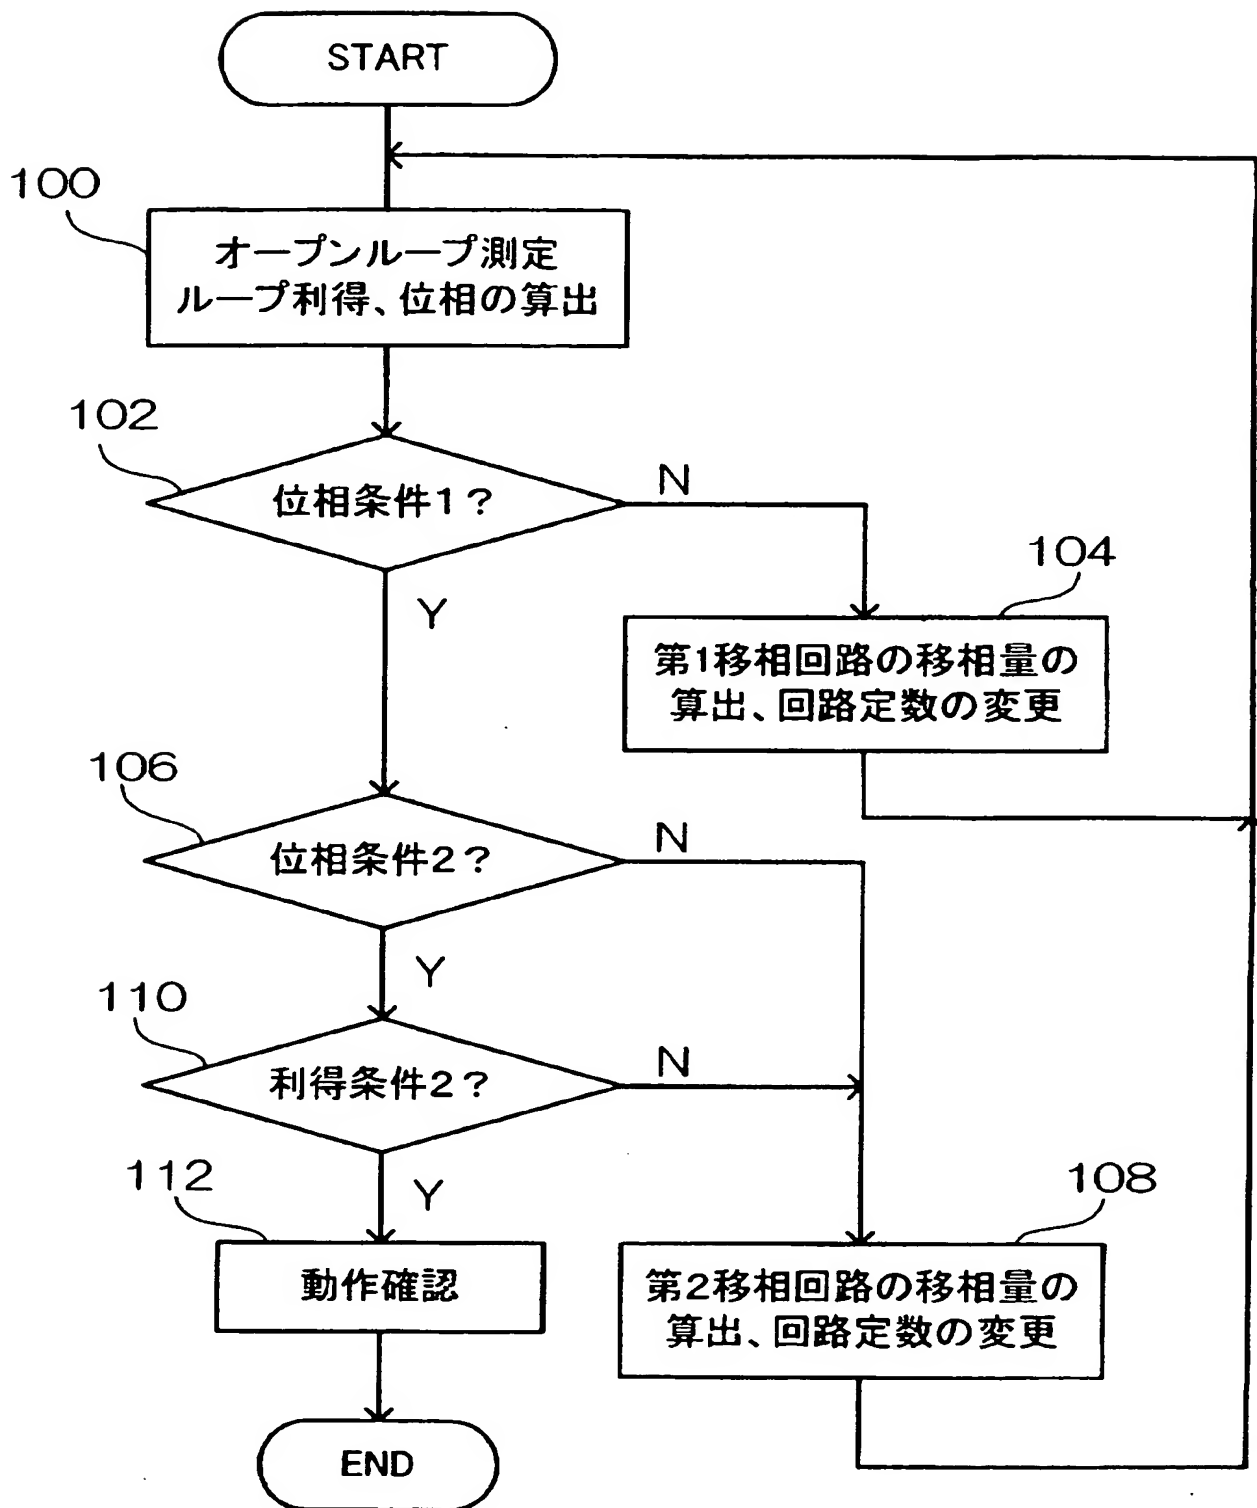 START
100
オープンループ測定
ループ利得、位相の算出
102
位相条件1?
N
Y
104
第1移相回路の移相量の
算出、回路定数の変更
106
位相条件2?
N
Y
110
利得条件2?
N
Y
112
動作確認
108
第2移相回路の移相量の
算出、回路定数の変更
END